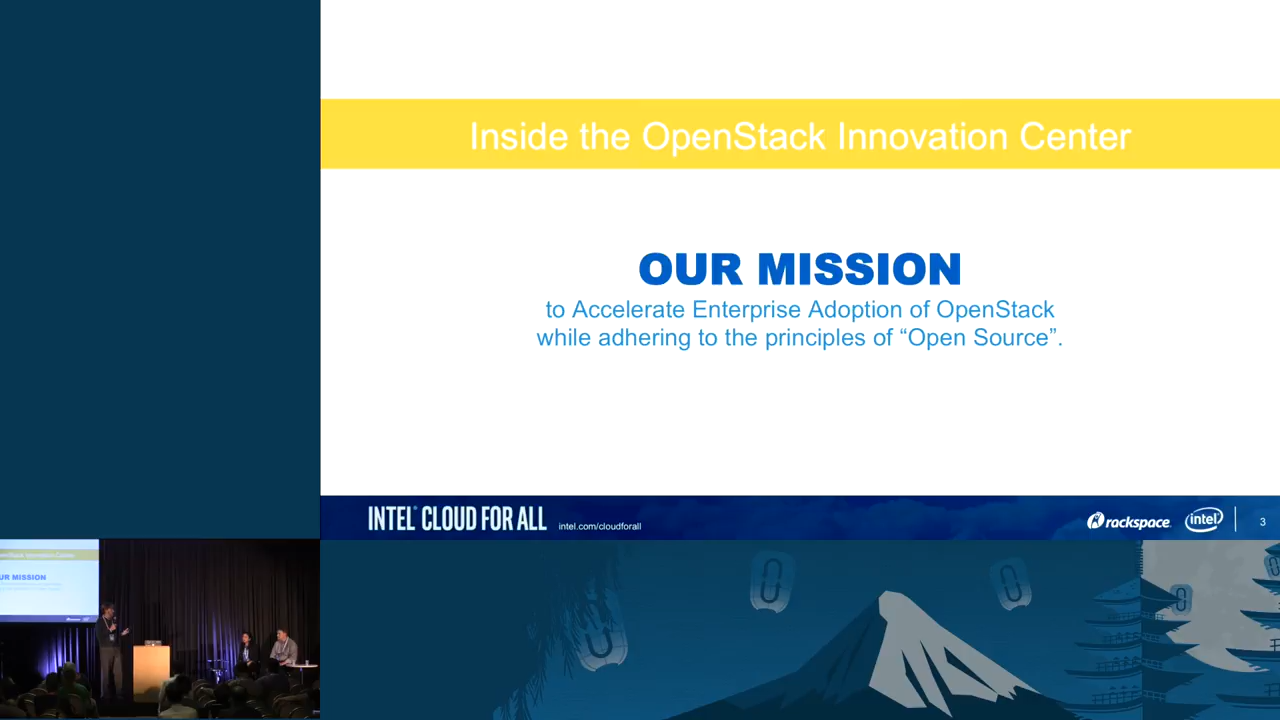 Inside the OpenStack Innovation Center
OUR MISSION
to Accelerate Enterprise Adoption of OpenStack
while adhering to the principles of “Open Source”.
INTEL® CLOUD FOR ALL
intel.com/cloudforall
rackspace
intel
3
OUR MISSION